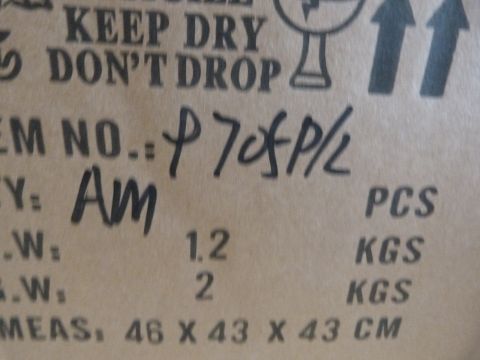 KEEP DRY
DON'T DROP
EM NO.: P705P/L
Y: AM PCS
.W: 1.2 KGS
.W: 2 KGS
MEAS: 46 X 43 X 43 CM